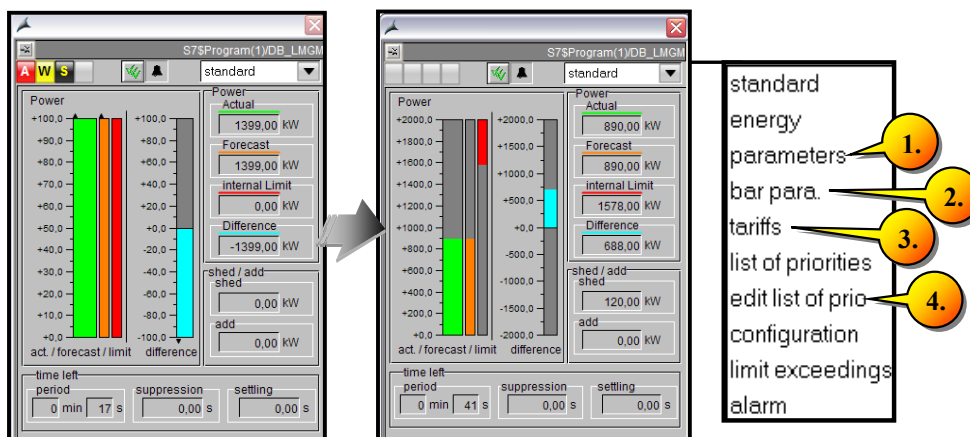 S7$Program(1)/DB_LMGM
A W S
standard
Power
+100,0
+90,0
+80,0
+70,0
+60,0
+50,0
+40,0
+30,0
+20,0
+10,0
+0,0
act. / forecast / limit
+100,0
+80,0
+60,0
+40,0
+20,0
+0,0
-20,0
-40,0
-60,0
-80,0
-100,0
difference
Power
Actual
1399,00 kW
Forecast
1399,00 kW
internal Limit
0,00 kW
Difference
-1399,00 kW
shed / add
shed
0,00 kW
add
0,00 kW
time left
period
0 min 17 s
suppression
0,00 s
settling
0,00 s
S7$Program(1)/DB_LMGM
standard
Power
+2000,0
+1800,0
+1600,0
+1400,0
+1200,0
+1000,0
+800,0
+600,0
+400,0
+200,0
+0,0
act. / forecast / limit
+2000,0
+1500,0
+1000,0
+500,0
+0,0
-500,0
-1000,0
-1500,0
-2000,0
difference
Power
Actual
890,00 kW
Forecast
890,00 kW
internal Limit
1578,00 kW
Difference
688,00 kW
shed / add
shed
120,00 kW
add
0,00 kW
time left
period
0 min 41 s
suppression
0,00 s
settling
0,00 s
standard
energy
parameters 1.
bar para. 2.
tariffs 3.
list of priorities
edit list of prio 4.
configuration
limit exceedings
alarm